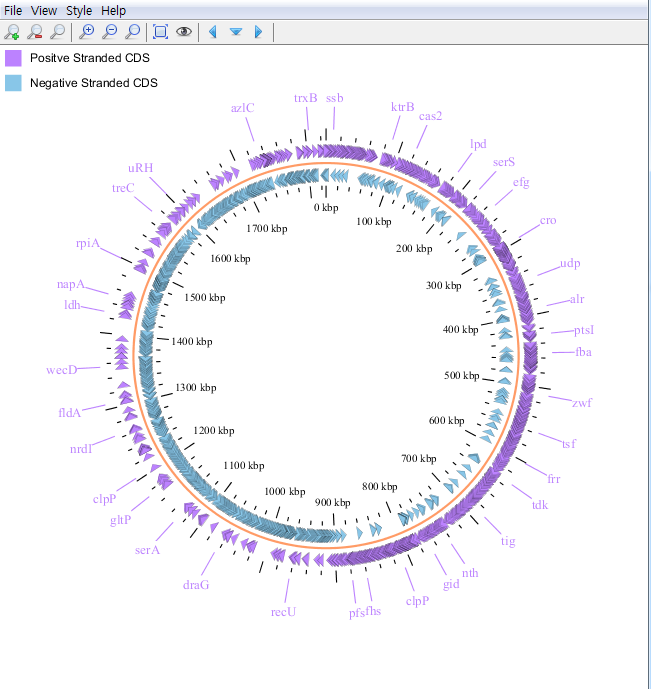 File View Style Help
Positve Stranded CDS
Negative Stranded CDS
trxB
ssb
azlC
ktrB
cas2
lpd
serS
efg
cro
udp
alr
ptsI
fba
zwf
tsf
frr
tdk
tig
nth
gid
clpP
fhs
pfs
recU
draG
serA
gltP
clpP
nrdI
fldA
wecD
ldh
napA
rpiA
treC
uRH
0 kbp
100 kbp
200 kbp
300 kbp
400 kbp
500 kbp
600 kbp
700 kbp
800 kbp
900 kbp
1000 kbp
1100 kbp
1200 kbp
1300 kbp
1400 kbp
1500 kbp
1600 kbp
1700 kbp